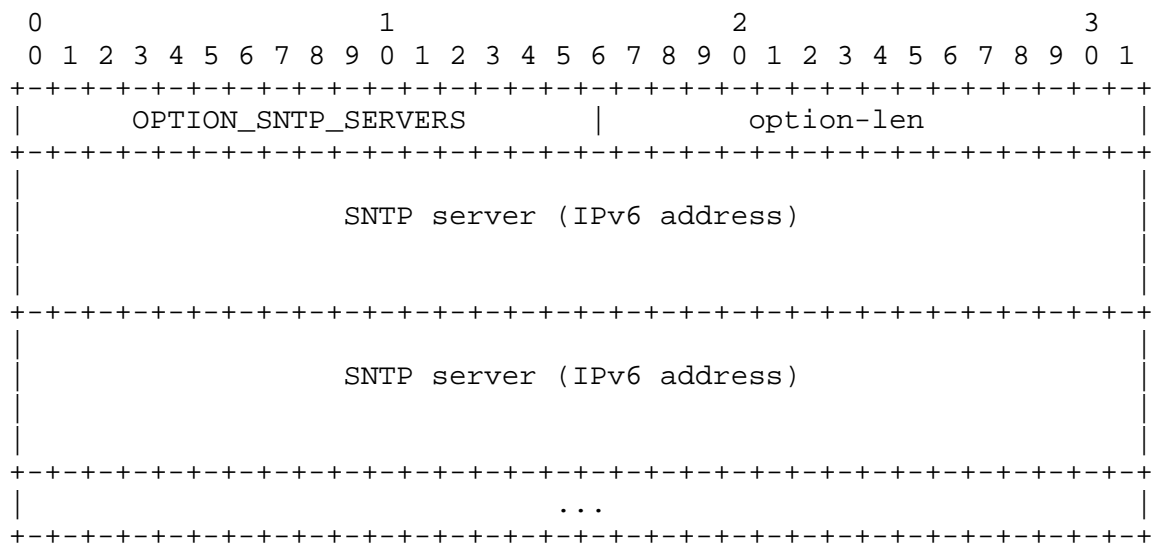 0                   1                   2                   3
 0 1 2 3 4 5 6 7 8 9 0 1 2 3 4 5 6 7 8 9 0 1 2 3 4 5 6 7 8 9 0 1
+-+-+-+-+-+-+-+-+-+-+-+-+-+-+-+-+-+-+-+-+-+-+-+-+-+-+-+-+-+-+-+-+
|      OPTION_SNTP_SERVERS       |        option-len             |
+-+-+-+-+-+-+-+-+-+-+-+-+-+-+-+-+-+-+-+-+-+-+-+-+-+-+-+-+-+-+-+-+
|                                                               |
|                  SNTP server (IPv6 address)                   |
|                                                               |
|                                                               |
+-+-+-+-+-+-+-+-+-+-+-+-+-+-+-+-+-+-+-+-+-+-+-+-+-+-+-+-+-+-+-+-+
|                                                               |
|                  SNTP server (IPv6 address)                   |
|                                                               |
|                                                               |
+-+-+-+-+-+-+-+-+-+-+-+-+-+-+-+-+-+-+-+-+-+-+-+-+-+-+-+-+-+-+-+-+
|                              ...                              |
+-+-+-+-+-+-+-+-+-+-+-+-+-+-+-+-+-+-+-+-+-+-+-+-+-+-+-+-+-+-+-+-+